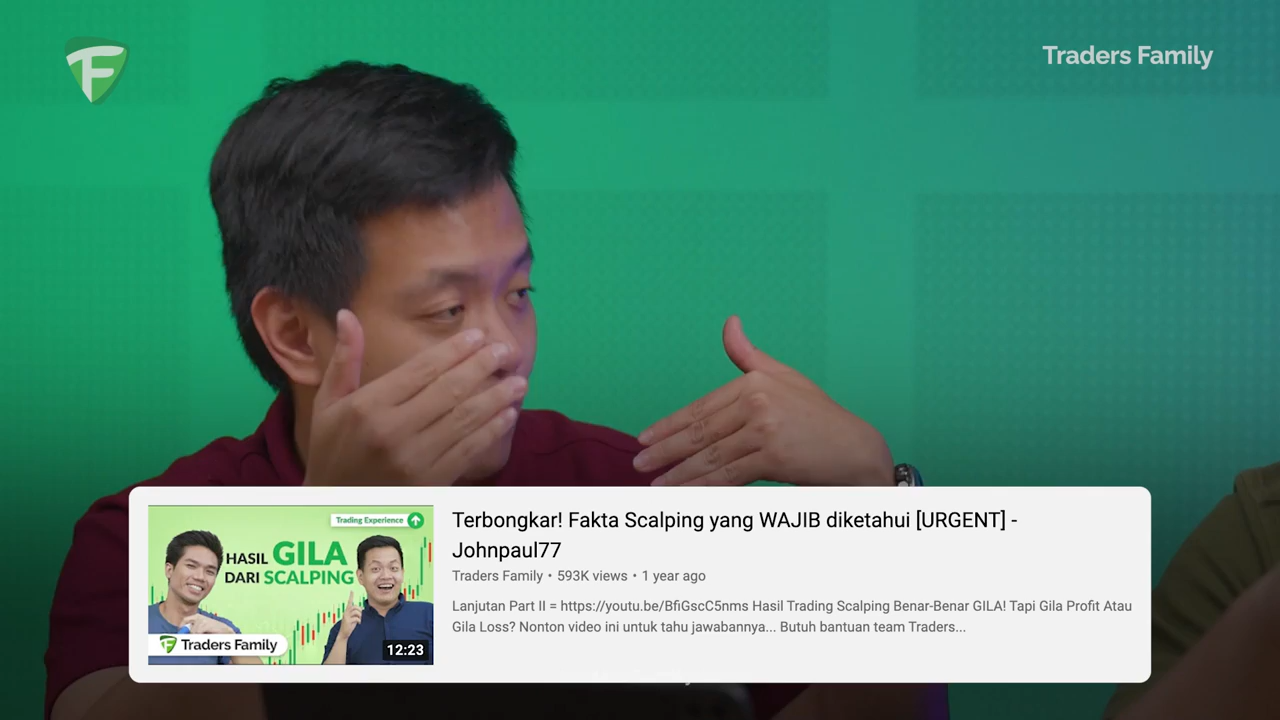 TF
Traders Family
Trading Experience
HASIL GILA
DARI SCALPING
Traders Family
12:23
Terbongkar! Fakta Scalping yang WAJIB diketahui [URGENT] -
Johnpaul77
Traders Family • 593K views • 1 year ago
Lanjutan Part II = https://youtu.be/BfiGscC5nms Hasil Trading Scalping Benar-Benar GILA! Tapi Gila Profit Atau
Gila Loss? Nonton video ini untuk tahu jawabannya... Butuh bantuan team Traders...